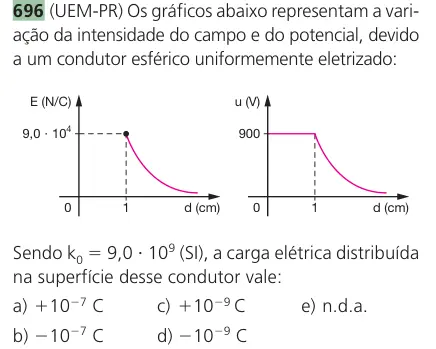 696 (UEM-PR) Os gráficos abaixo representam a vari-
ação da intensidade do campo e do potencial, devido
a um condutor esférico uniformemente eletrizado:
E (N/C)
9,0 · 10⁴
0 1 d (cm)
u (V)
900
0 1 d (cm)
Sendo k₀ = 9,0 · 10⁹ (SI), a carga elétrica distribuída
na superfície desse condutor vale:
a) +10⁻⁷ C c) +10⁻⁹ C e) n.d.a.
b) −10⁻⁷ C d) −10⁻⁹ C